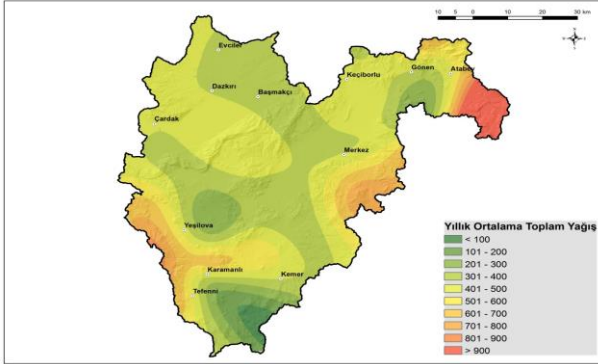 10 5 0 10 20 30 km
Evciler
Dazkırı
Başmakçı
Keçiborlu
Gönen
Atabey
Çardak
Merkez
Yeşilova
Karamanlı
Kemer
Tefenni
Yıllık Ortalama Toplam Yağış
< 100
101 - 200
201 - 300
301 - 400
401 - 500
501 - 600
601 - 700
701 - 800
801 - 900
> 900